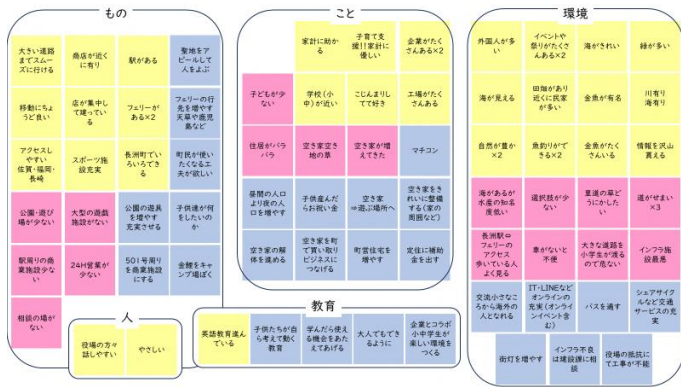 もの
大きい道路
までスムー
ズに行ける
商店が近く
に有り
駅がある
聖地をア
ピールして
人をよぶ
移動にちょ
うど良い
店が集中し
て建ってい
る
フェリーが
ある×2
フェリーの行
先を増やす
天草や鹿児
島など
アクセス
しやすい
佐賀・福岡・
長崎
スポーツ施
設充実
長洲町でい
ろいろできる
町民が使い
たくなる工
夫が欲しい
公園・遊び
場が少ない
大型の遊戯
施設がない
公園の遊具
を増やす
充実させる
子供達が何
をしたいの
か
駅周りの商
業施設少な
い
24H営業が
少ない
501号周り
を商業施設
にする
金鯉をキャ
ンプ場ぽく
相談の場が
ない
人
役場の方々
話しやすい
やさしい
こと
家計に助か
る
子育て支
援!!家計に
優しい
企業がたく
さんある×2
子どもが少
ない
学校(小
中)が近い
こじんまりし
てて好き
工場がたく
さんある
住居がバラ
バラ
空き家空
き地の草
空き家が増
えてきた
マチコン
昼間の人口
より夜の人
口を増やす
子供産んだ
らお祝い金
空き家
⇒遊ぶ場所へ
空き家をき
れいに整備
する(家の
周囲など)
空き家の解
体を進める
空き家を町
で買い取り
ビジネスに
つなげる
町営住宅を
増やす
定住に補助
金を出す
教育
英語教育進ん
でいる
子供たちが自
ら考えて動く
教育
学んだら使え
る機会をあた
えてあげる
大人でもでき
るように
企業とコラボ
小中学生が
楽しい環境を
つくる
環境
外国人が多
い
イベントや
祭りがたくさ
んある×2
海がきれい
緑が多い
海が見える
田畑があり
近くに民家が
多い
金魚が有名
川有り
海有り
自然が豊か
×2
魚釣りがで
きる×2
金魚がたく
さんいる
情報を沢山
貰える
海があるが
水産の知名
度低い
選択肢が少
ない
里道の草ど
うにかしたい
道がせまい
×3
長洲駅⇔
フェリーの
アクセス
歩いている人
よく見る
車がないと
不便
大きな道路を
小学生が渡る
ので危ない
インフラ施
設最悪
交流小さなこ
ろから海外の
人となれる
IT・LINEなど
オンラインの
充実(オンラ
インイベント含
む)
バスを通す
シェアサイク
ルなど交通
サービスの充
実
街灯を増やす
インフラ不良
は建設課に相
談
役場の抵抗に
て工事が不能